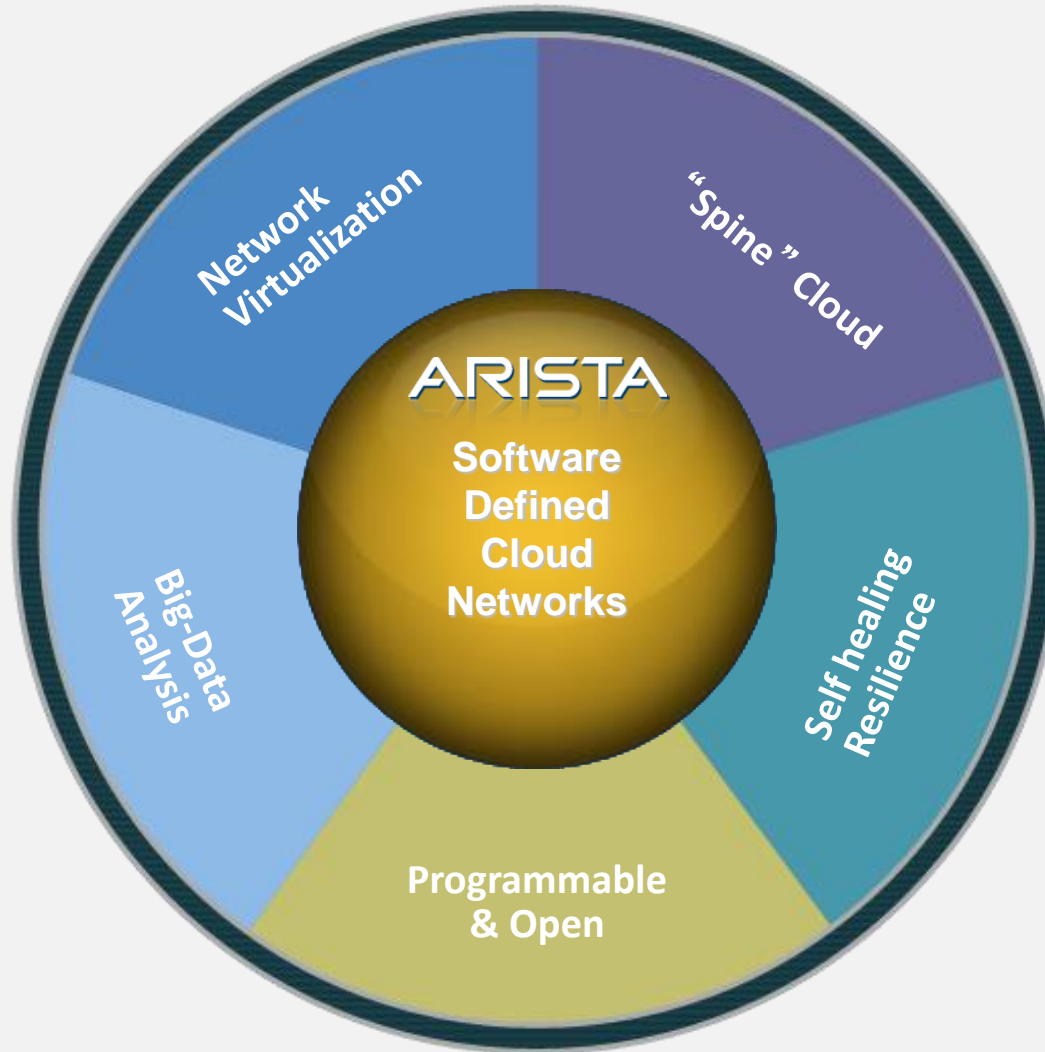 Network
Virtualization
“Spine ” Cloud
ARISTA
Software
Defined
Cloud
Networks
Big-Data
Analysis
Self healing
Resilience
Programmable
& Open